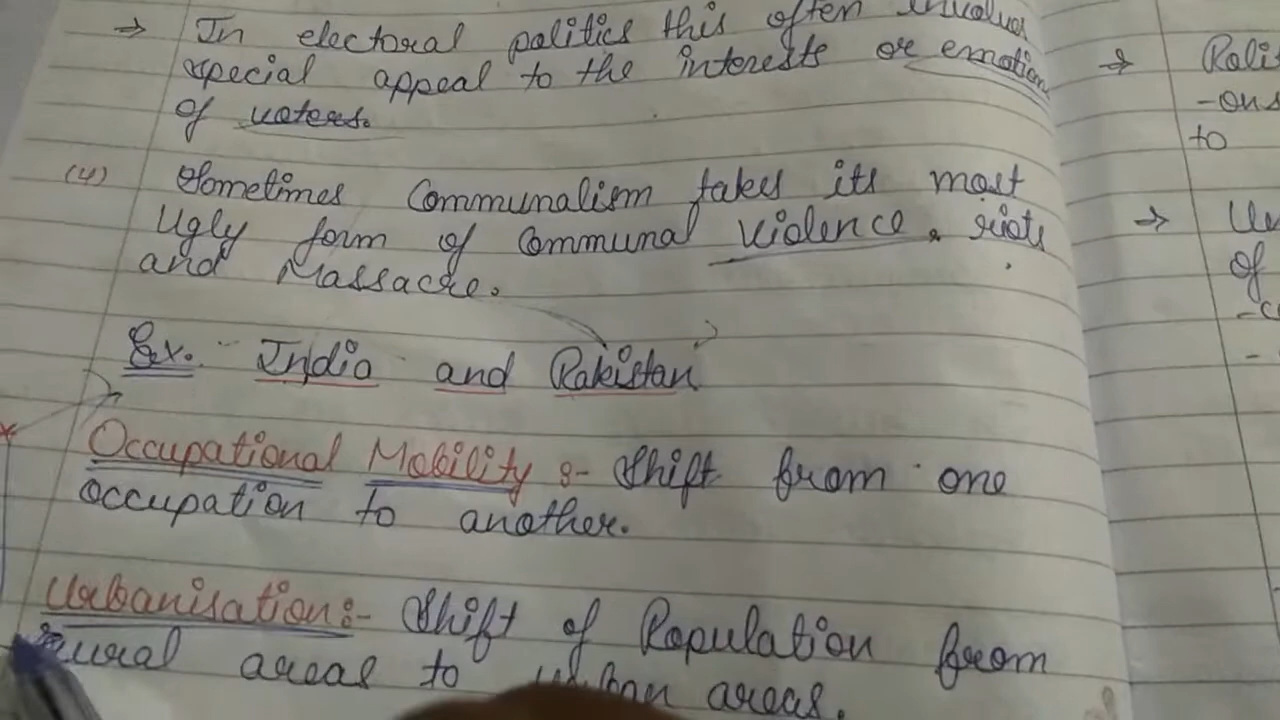 ⇒ In electoral politics this often involves
special appeal to the interests or emotions
of voters.
(4) Sometimes Communalism takes its most
Ugly form of Communal violence, riots
and Massacre.
Ex. India and Pakistan
Occupational Mobility :- Shift from one
occupation to another.
Urbanisation :- Shift of Population from
rural areas to urban areas.
⇒ Reli
-ons
to
⇒
of